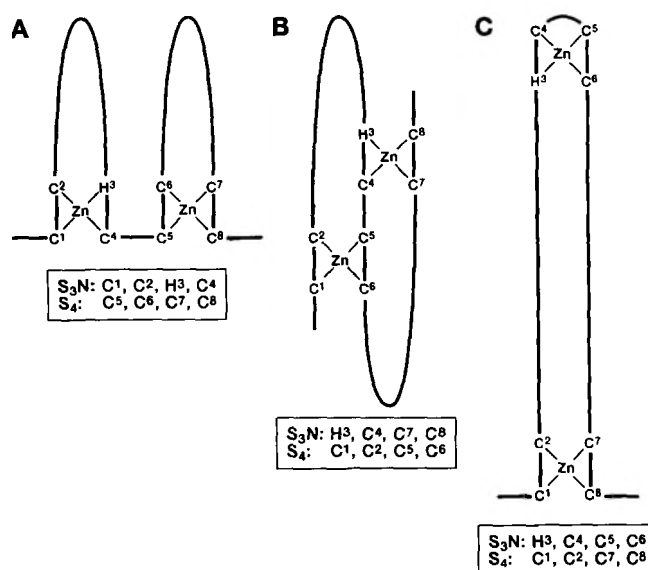 A
C² H³ C⁶ C⁷
Zn Zn
C¹ C⁴ C⁵ C⁸
S₃N: C¹, C², H³, C⁴
S₄: C⁵, C⁶, C⁷, C⁸
B
H³ C⁸
Zn
C⁴ C⁷
C² C⁵
Zn
C¹ C⁶
S₃N: H³, C⁴, C⁷, C⁸
S₄: C¹, C², C⁵, C⁶
C
C⁴ C⁵
Zn
H³ C⁶
C² C⁷
Zn
C¹ C⁸
S₃N: H³, C⁴, C⁵, C⁶
S₄: C¹, C², C⁷, C⁸